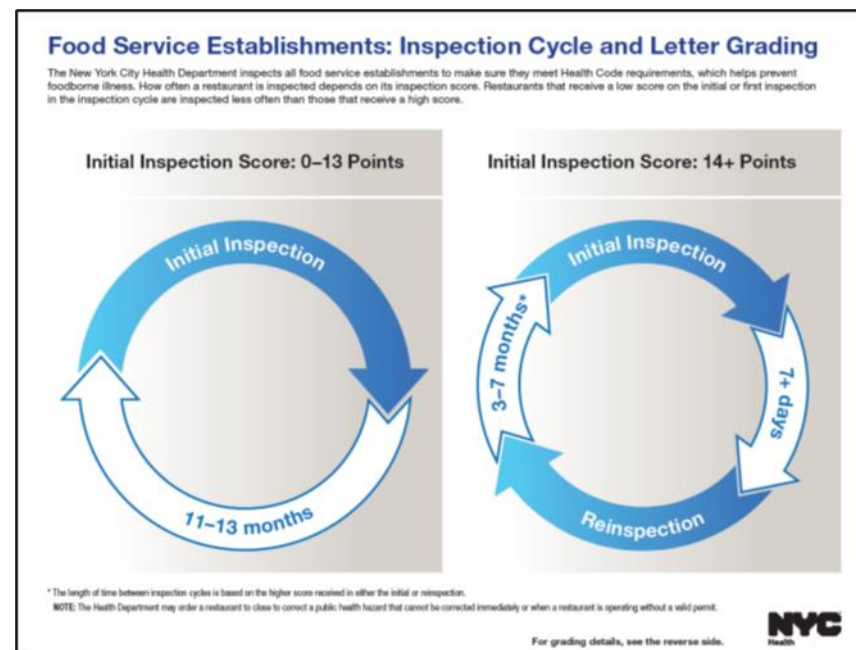 Food Service Establishments: Inspection Cycle and Letter Grading
The New York City Health Department inspects all food service establishments to make sure they meet Health Code requirements, which helps prevent
foodborne illness. How often a restaurant is inspected depends on its inspection score. Restaurants that receive a low score on the initial or first inspection
in the inspection cycle are inspected less often than those that receive a high score.
Initial Inspection Score: 0–13 Points
Initial Inspection
11–13 months
Initial Inspection Score: 14+ Points
Initial Inspection
7+ days
Reinspection
3–7 months*
* The length of time between inspection cycles is based on the higher score received in either the initial or reinspection.
NOTE: The Health Department may order a restaurant to close to correct a public health hazard that cannot be corrected immediately or when a restaurant is operating without a valid permit.
For grading details, see the reverse side.
NYC
Health